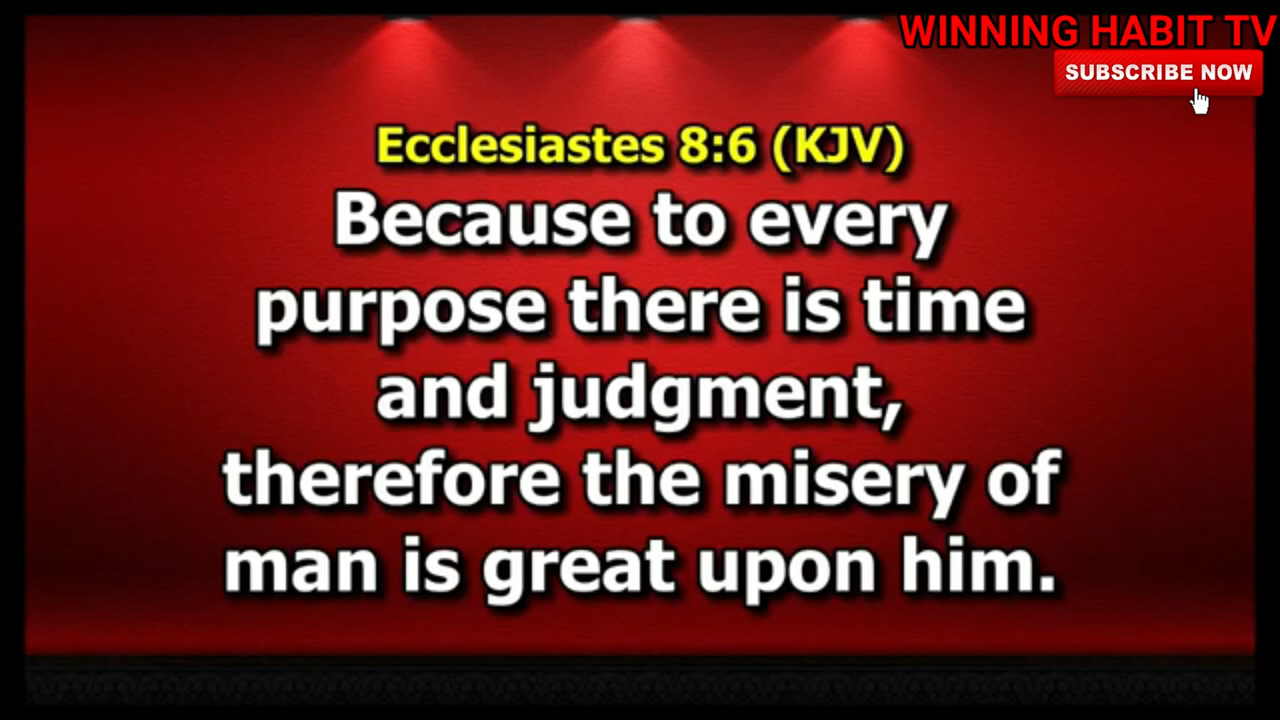 WINNING HABIT TV
SUBSCRIBE NOW
Ecclesiastes 8:6 (KJV)
Because to every
purpose there is time
and judgment,
therefore the misery of
man is great upon him.